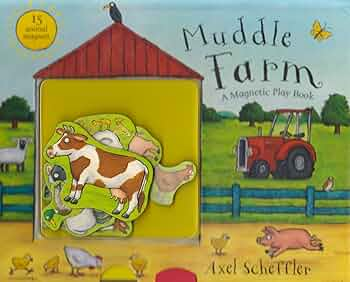 15
animal
magnets
Muddle
Farm
A Magnetic Play Book
Axel Scheffler